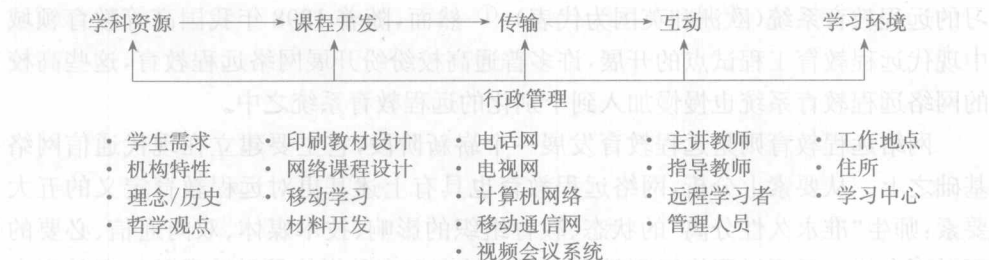 学科资源 课程开发 传输 互动 学习环境
行政管理
• 学生需求 • 印刷教材设计 • 电话网 • 主讲教师 • 工作地点
• 机构特性 • 网络课程设计 • 电视网 • 指导教师 • 住所
• 理念/历史 • 移动学习 • 计算机网络 • 远程学习者 • 学习中心
• 哲学观点 • 材料开发 • 移动通信网 • 管理人员
• 视频会议系统